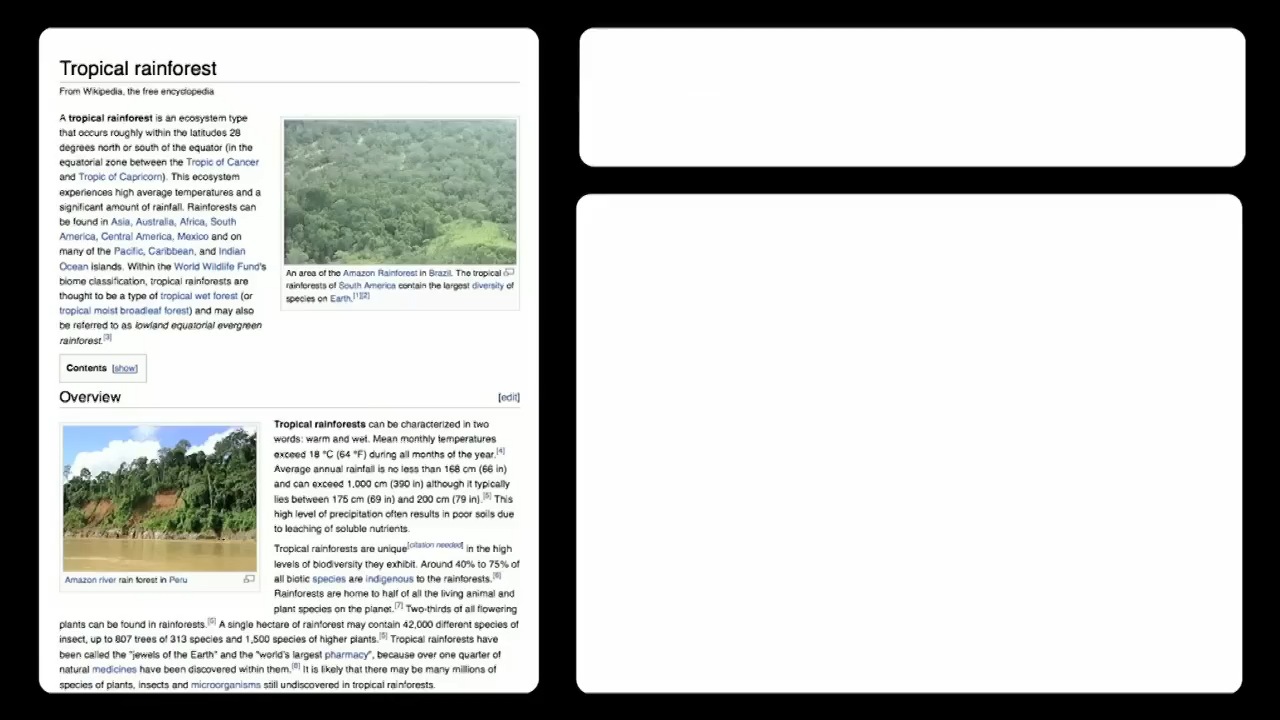 Tropical rainforest
From Wikipedia, the free encyclopedia
A tropical rainforest is an ecosystem type
that occurs roughly within the latitudes 28
degrees north or south of the equator (in the
equatorial zone between the Tropic of Cancer
and Tropic of Capricorn). This ecosystem
experiences high average temperatures and a
significant amount of rainfall. Rainforests can
be found in Asia, Australia, Africa, South
America, Central America, Mexico and on
many of the Pacific, Caribbean, and Indian
Ocean islands. Within the World Wildlife Fund's
biome classification, tropical rainforests are
thought to be a type of tropical wet forest (or
tropical moist broadleaf forest) and may also
be referred to as lowland equatorial evergreen
rainforest.[3]
An area of the Amazon Rainforest in Brazil. The tropical
rainforests of South America contain the largest diversity of
species on Earth.[1][2]
Contents [show]
Overview [edit]
Amazon river rain forest in Peru
Tropical rainforests can be characterized in two
words: warm and wet. Mean monthly temperatures
exceed 18 °C (64 °F) during all months of the year.[4]
Average annual rainfall is no less than 168 cm (66 in)
and can exceed 1,000 cm (390 in) although it typically
lies between 175 cm (69 in) and 200 cm (79 in).[5] This
high level of precipitation often results in poor soils due
to leaching of soluble nutrients.
Tropical rainforests are unique[citation needed] in the high
levels of biodiversity they exhibit. Around 40% to 75% of
all biotic species are indigenous to the rainforests.[6]
Rainforests are home to half of all the living animal and
plant species on the planet.[7] Two-thirds of all flowering
plants can be found in rainforests.[5] A single hectare of rainforest may contain 42,000 different species of
insect, up to 807 trees of 313 species and 1,500 species of higher plants.[5] Tropical rainforests have
been called the "jewels of the Earth" and the "world's largest pharmacy", because over one quarter of
natural medicines have been discovered within them.[8] It is likely that there may be many millions of
species of plants, insects and microorganisms still undiscovered in tropical rainforests.